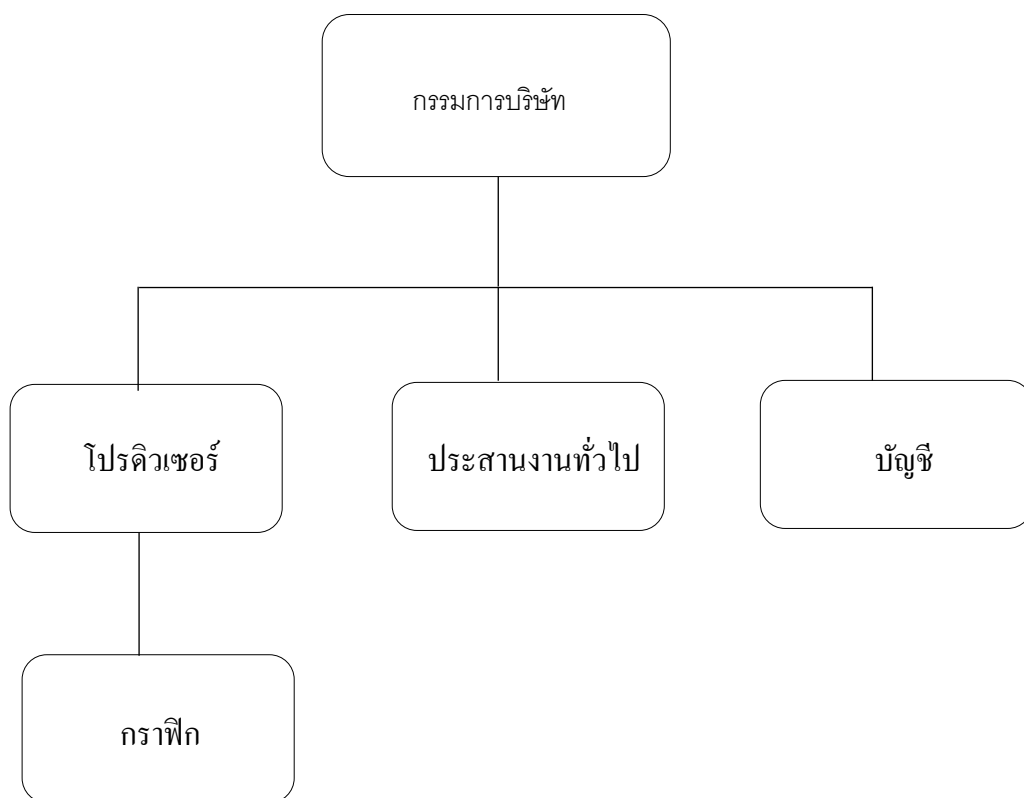 กรรมการบริษัท
โปรดิวเซอร์
ประสานงานทั่วไป
บัญชี
กราฟิก